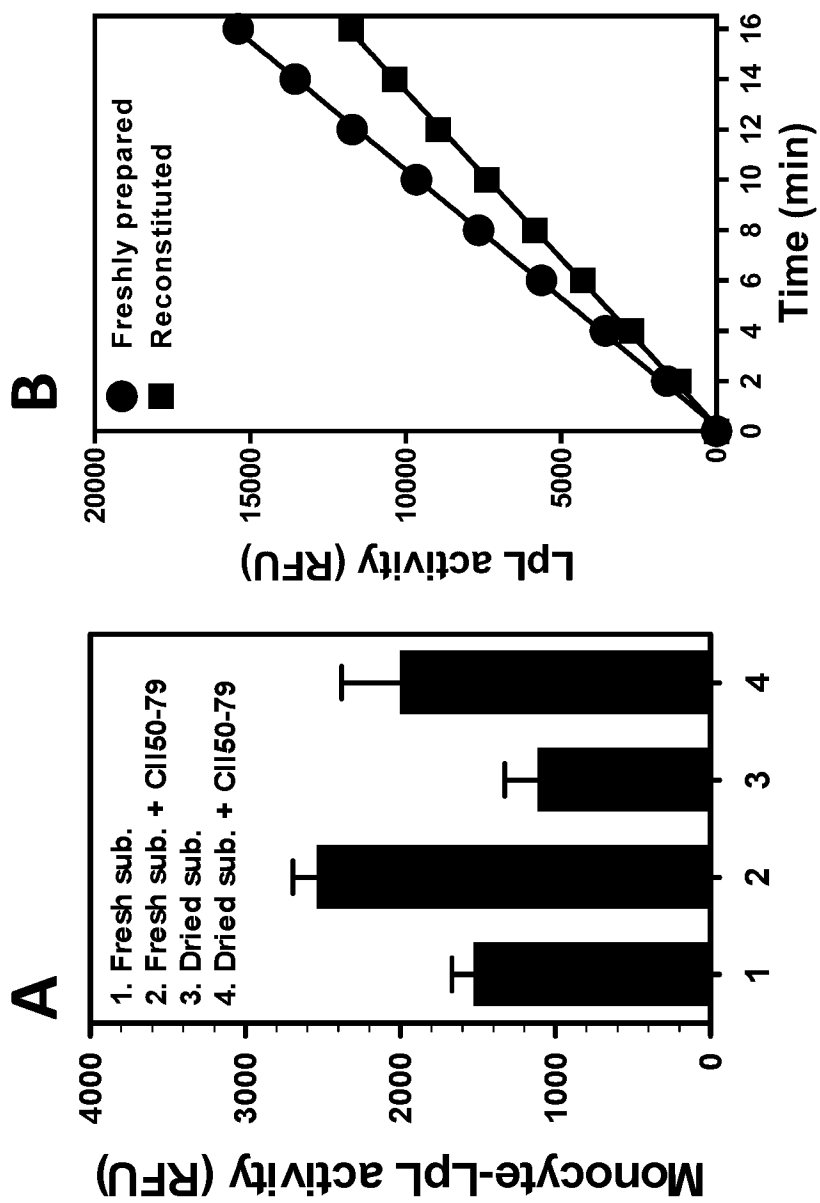 A
Monocyte-LpL activity (RFU)
4000
3000
2000
1000
0
1. Fresh sub.
2. Fresh sub. + CII50-79
3. Dried sub.
4. Dried sub. + CII50-79
1 2 3 4
B
LpL activity (RFU)
20000
15000
10000
5000
0
Freshly prepared
Reconstituted
0 2 4 6 8 10 12 14 16
Time (min)